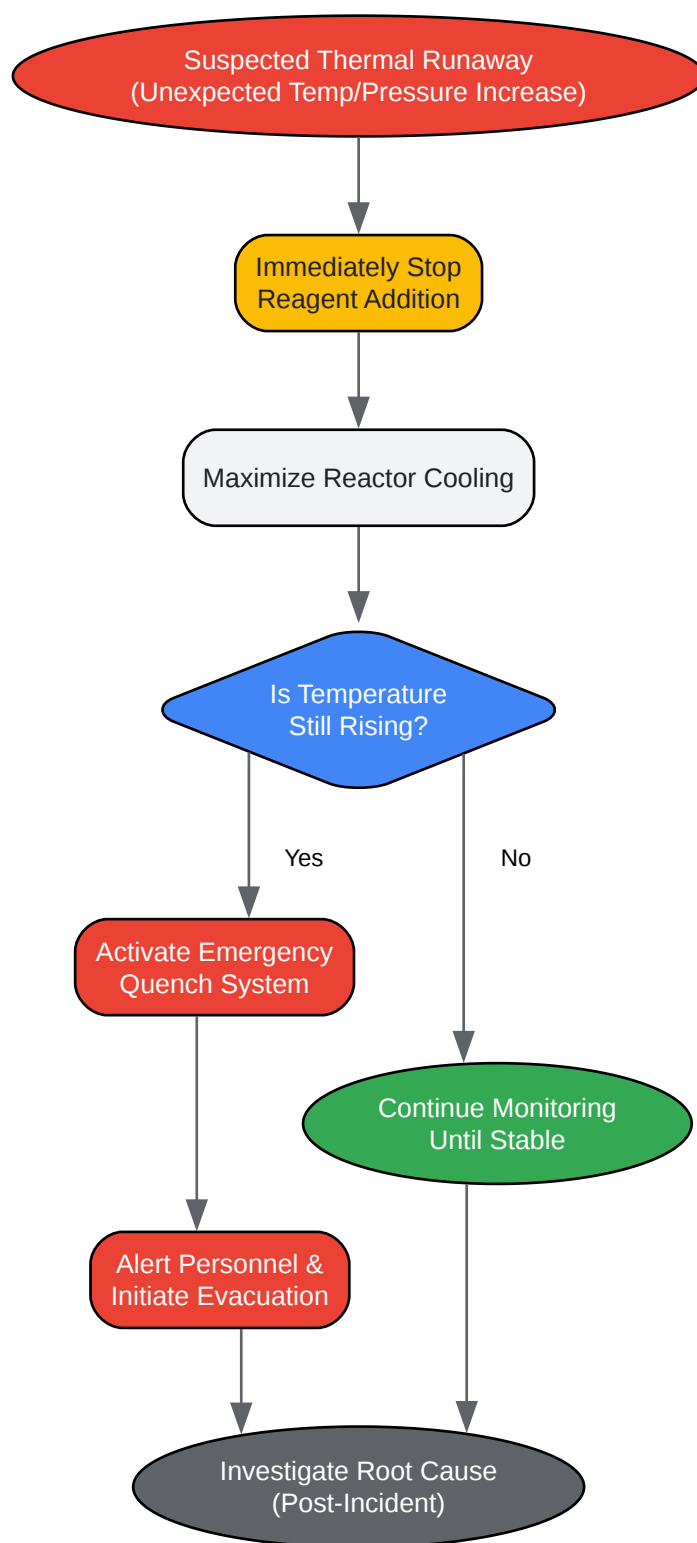 Suspected Thermal Runaway
(Unexpected Temp/Pressure Increase)
Immediately Stop
Reagent Addition
Maximize Reactor Cooling
Is Temperature
Still Rising?
Yes
No
Activate Emergency
Quench System
Continue Monitoring
Until Stable
Alert Personnel &
Initiate Evacuation
Investigate Root Cause
(Post-Incident)